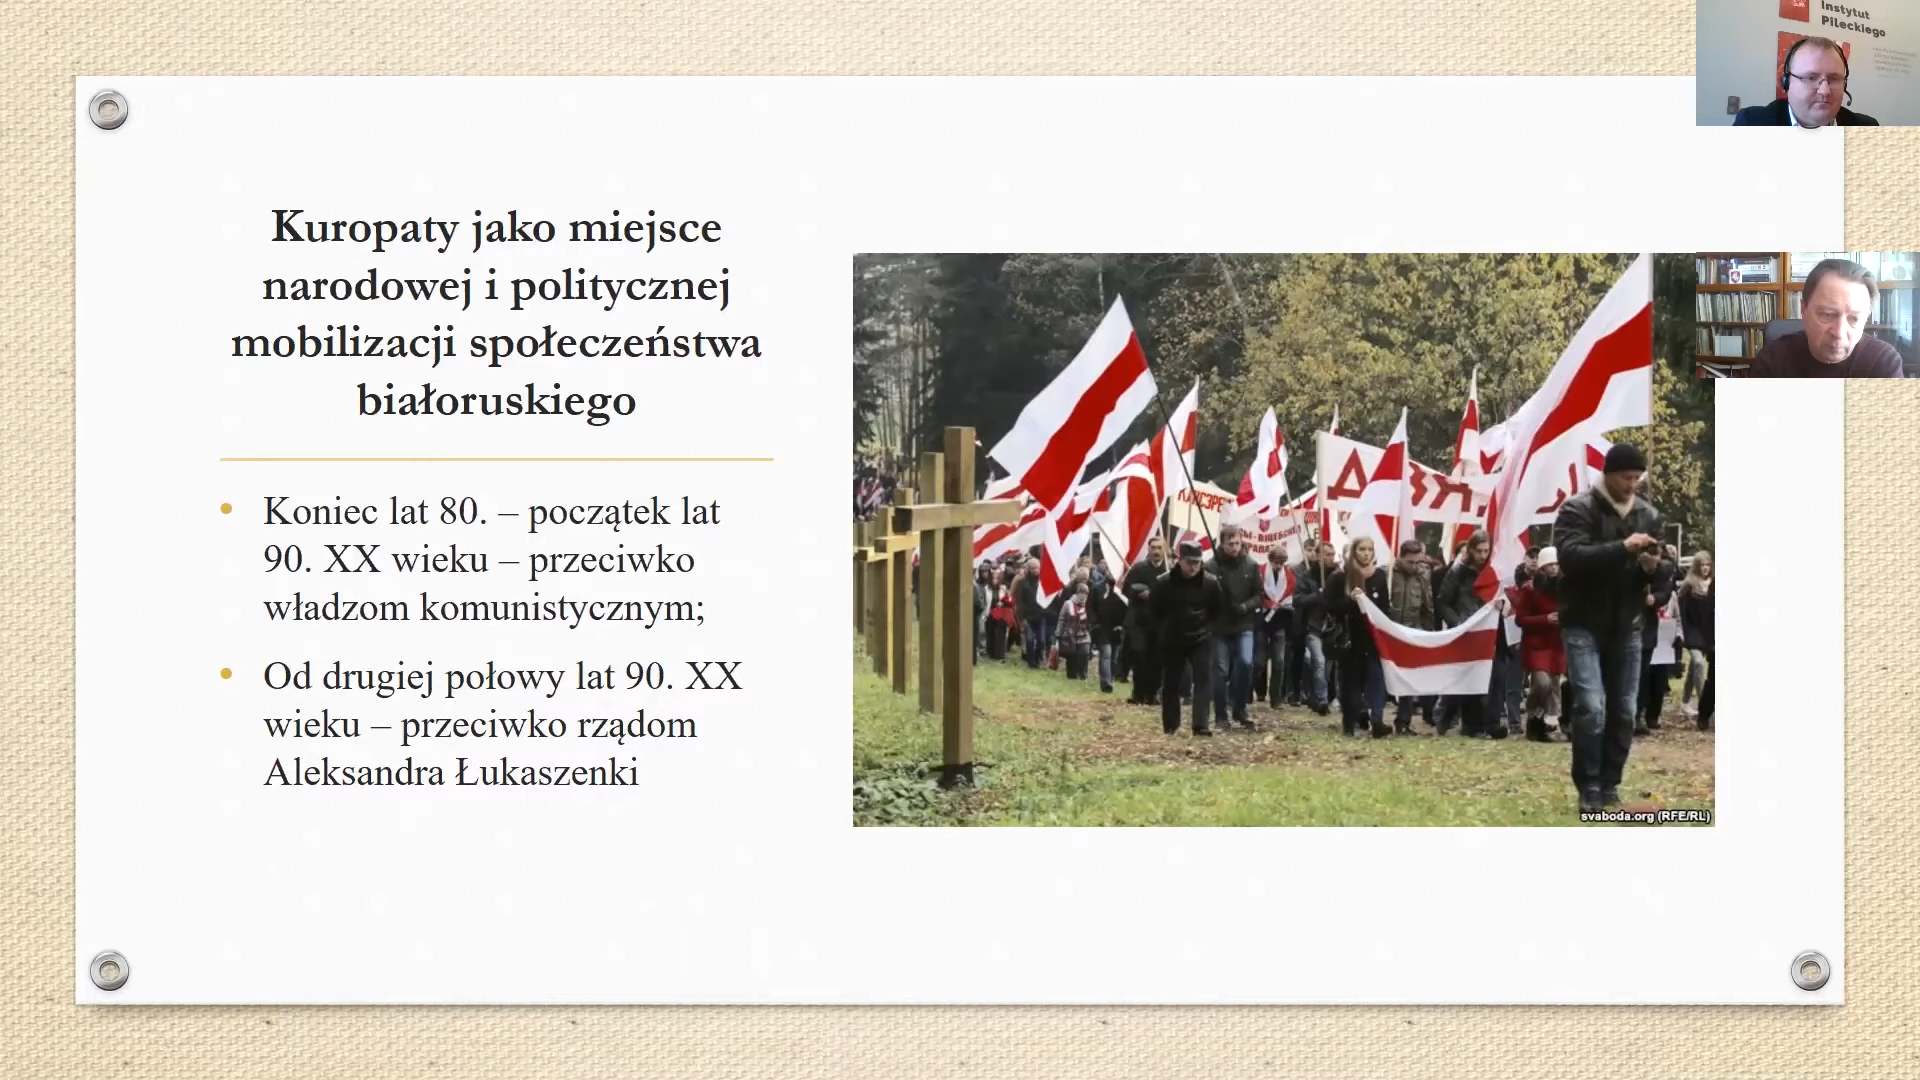 Instytut
Pileckiego
Kuropaty jako miejsce
narodowej i politycznej
mobilizacji społeczeństwa
białoruskiego
• Koniec lat 80. – początek lat
90. XX wieku – przeciwko
władzom komunistycznym;
• Od drugiej połowy lat 90. XX
wieku – przeciwko rządom
Aleksandra Łukaszenki
svaboda.org (RFE/RL)